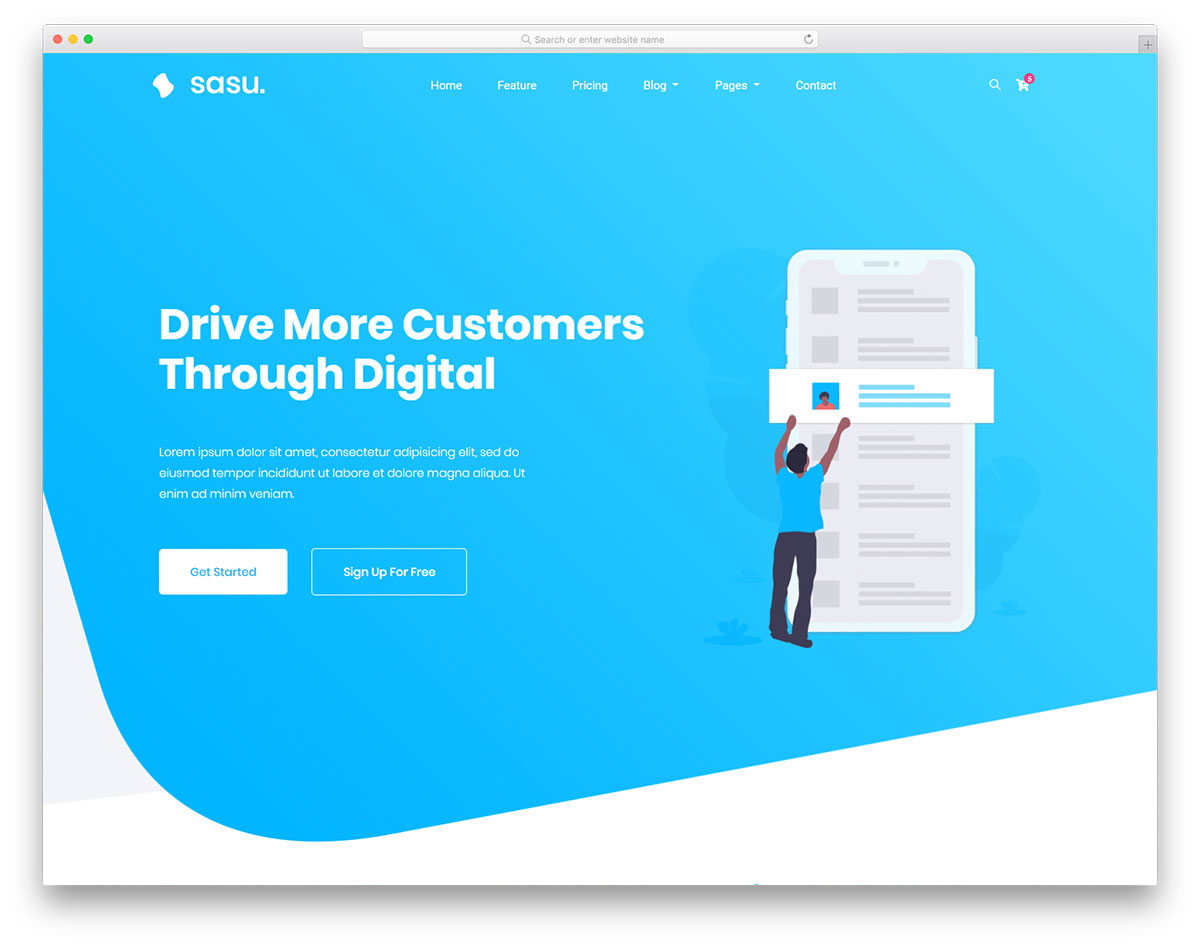 Search or enter website name
sasu.
Home Feature Pricing Blog Pages Contact
5
Drive More Customers
Through Digital
Lorem ipsum dolor sit amet, consectetur adipisicing elit, sed do
eiusmod tempor incididunt ut labore et dolore magna aliqua. Ut
enim ad minim veniam.
Get Started Sign Up For Free